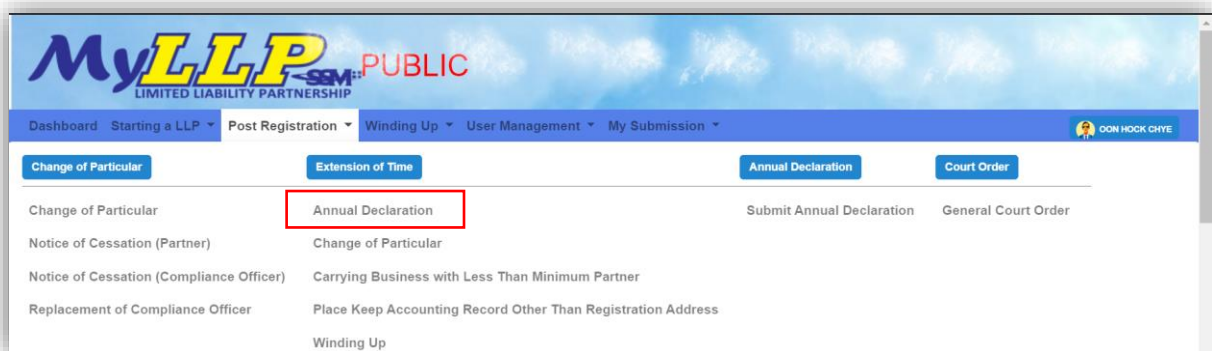 MyLLP SSM PUBLIC
LIMITED LIABILITY PARTNERSHIP
Dashboard Starting a LLP Post Registration Winding Up User Management My Submission OON HOCK CHYE
Change of Particular Extension of Time Annual Declaration Court Order
Change of Particular Annual Declaration Submit Annual Declaration General Court Order
Notice of Cessation (Partner) Change of Particular
Notice of Cessation (Compliance Officer) Carrying Business with Less Than Minimum Partner
Replacement of Compliance Officer Place Keep Accounting Record Other Than Registration Address
Winding Up